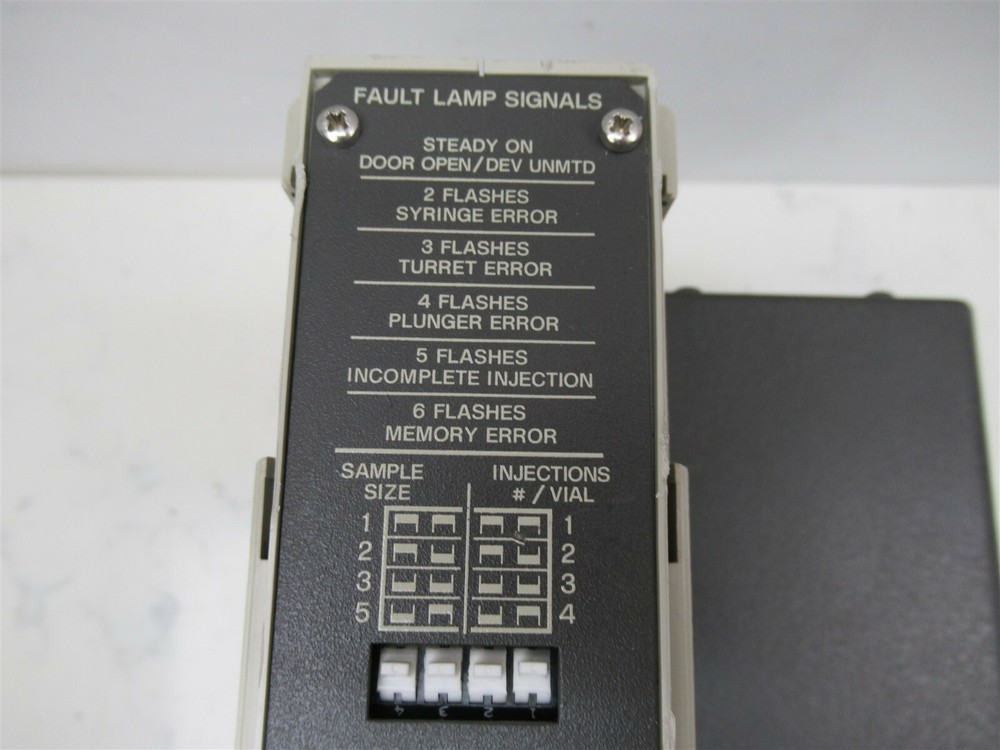 FAULT LAMP SIGNALS
STEADY ON
DOOR OPEN/DEV UNMTD
2 FLASHES
SYRINGE ERROR
3 FLASHES
TURRET ERROR
4 FLASHES
PLUNGER ERROR
5 FLASHES
INCOMPLETE INJECTION
6 FLASHES
MEMORY ERROR
SAMPLE INJECTIONS
SIZE # / VIAL
1 1
2 2
3 3
5 4
4 3 2 1